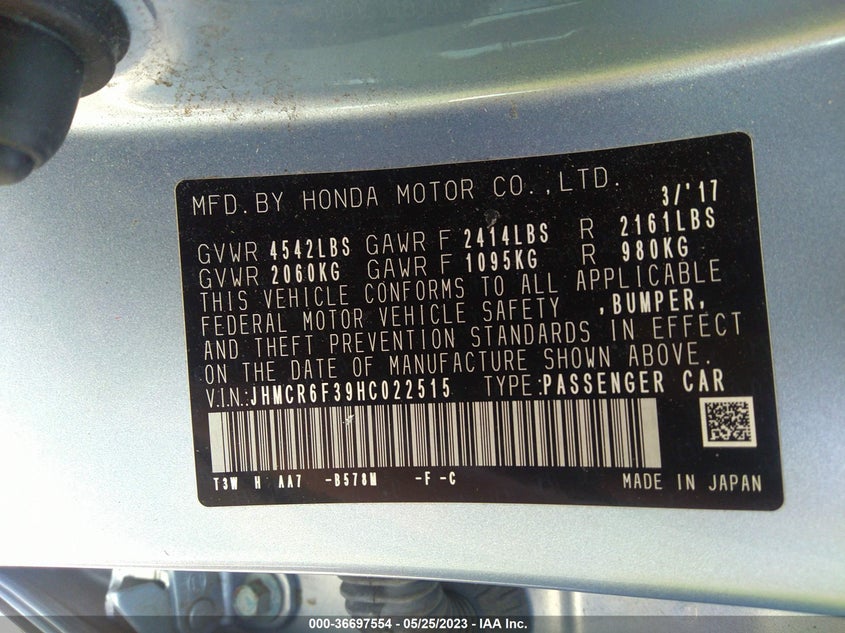 MFD. BY HONDA MOTOR CO., LTD. 3/'17
GVWR 4542LBS GAWR F 2414LBS R 2161LBS
GVWR 2060KG GAWR F 1095KG R 980KG
THIS VEHICLE CONFORMS TO ALL APPLICABLE
FEDERAL MOTOR VEHICLE SAFETY ,BUMPER,
AND THEFT PREVENTION STANDARDS IN EFFECT
ON THE DATE OF MANUFACTURE SHOWN ABOVE.
V.I.N.:JHMCR6F39HC022515 TYPE:PASSENGER CAR
T3W H AA7 -B578M -F -C MADE IN JAPAN
000-36697554 / 05/25/2023 — IAA Inc.